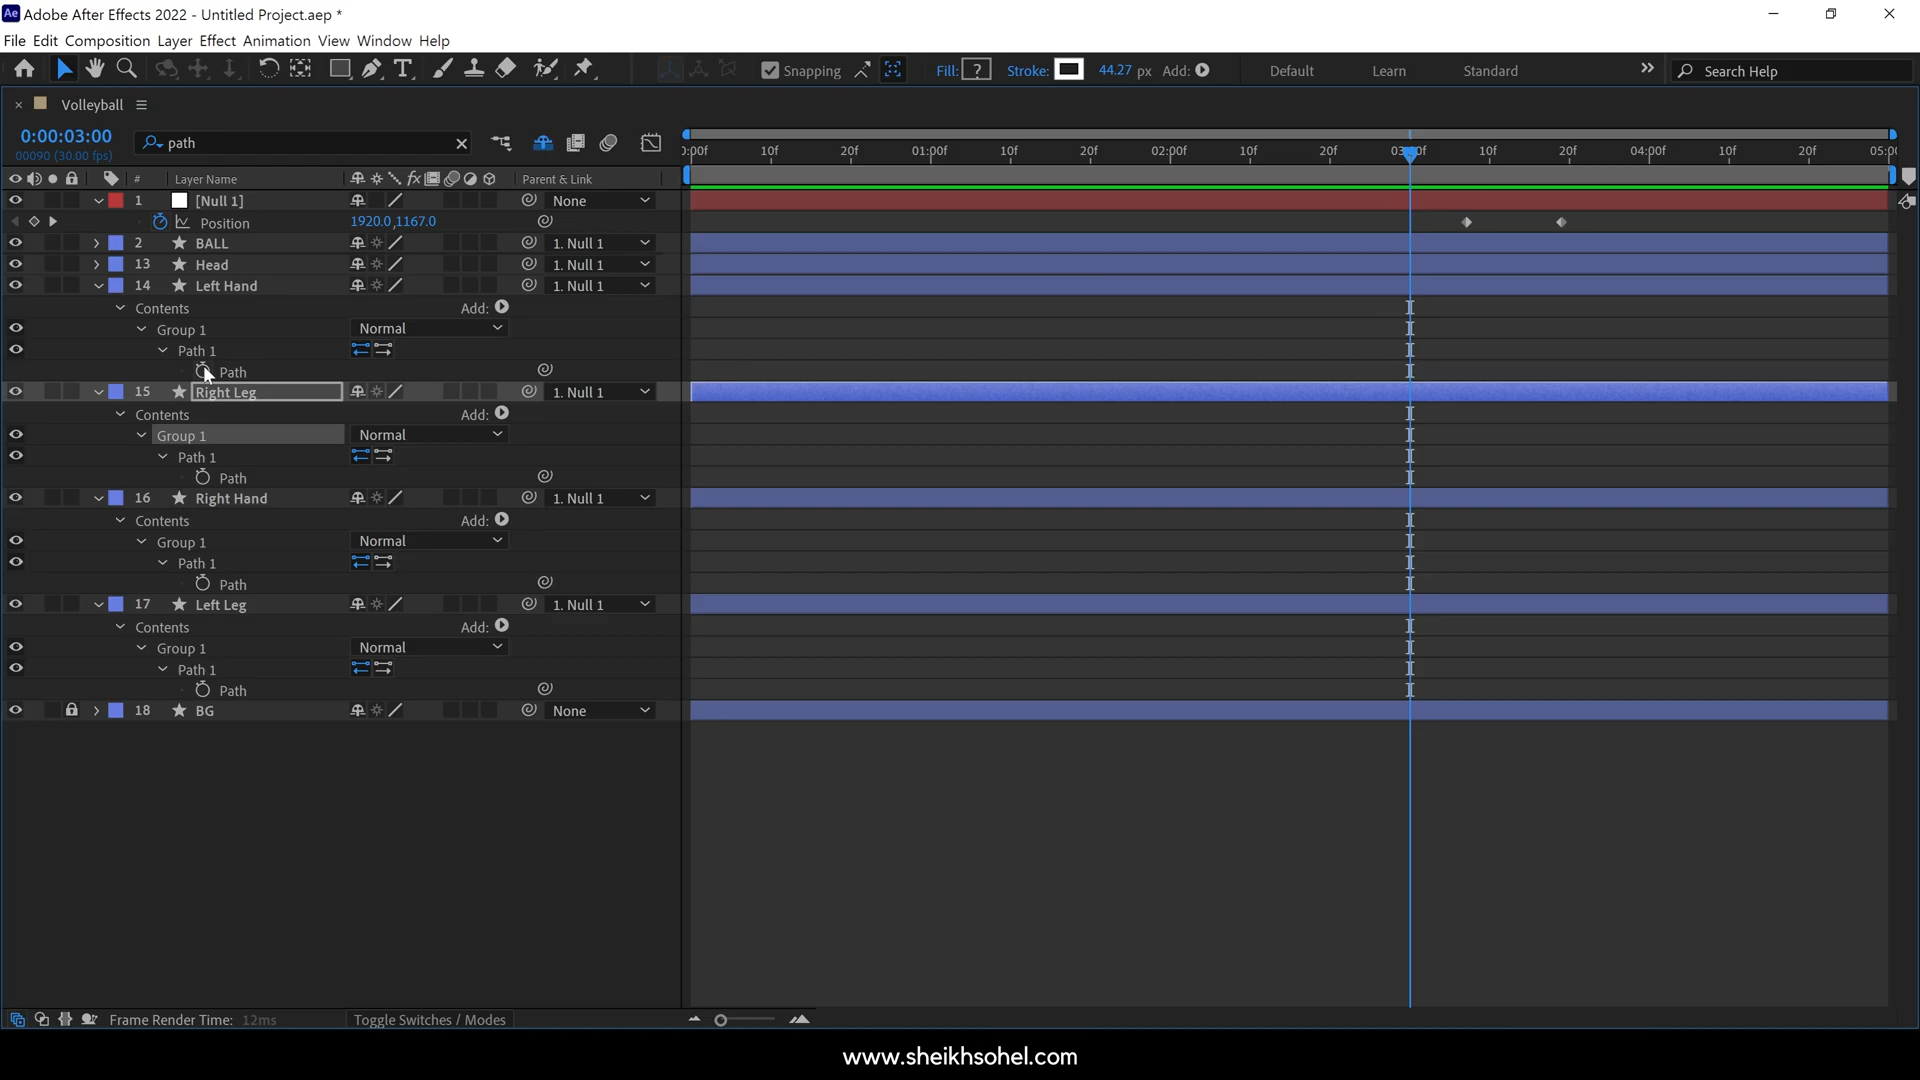 Ae Adobe After Effects 2022 - Untitled Project.aep *
File Edit Composition Layer Effect Animation View Window Help
Snapping Fill: ? Stroke: 44.27 px Add: Default Learn Standard Search Help
Volleyball
0:00:03:00
00090 (30.00 fps)
path
0:00f 10f 20f 01:00f 10f 20f 02:00f 10f 20f 03:00f 10f 20f 04:00f 10f 20f 05:00
# Layer Name fx Parent & Link
1 [Null 1] None
Position 1920.0,1167.0
2 BALL 1. Null 1
13 Head 1. Null 1
14 Left Hand 1. Null 1
Contents Add:
Group 1 Normal
Path 1
Path
15 Right Leg 1. Null 1
Contents Add:
Group 1 Normal
Path 1
Path
16 Right Hand 1. Null 1
Contents Add:
Group 1 Normal
Path 1
Path
17 Left Leg 1. Null 1
Contents Add:
Group 1 Normal
Path 1
Path
18 BG None
Frame Render Time: 12ms Toggle Switches / Modes
www.sheikhsohel.com